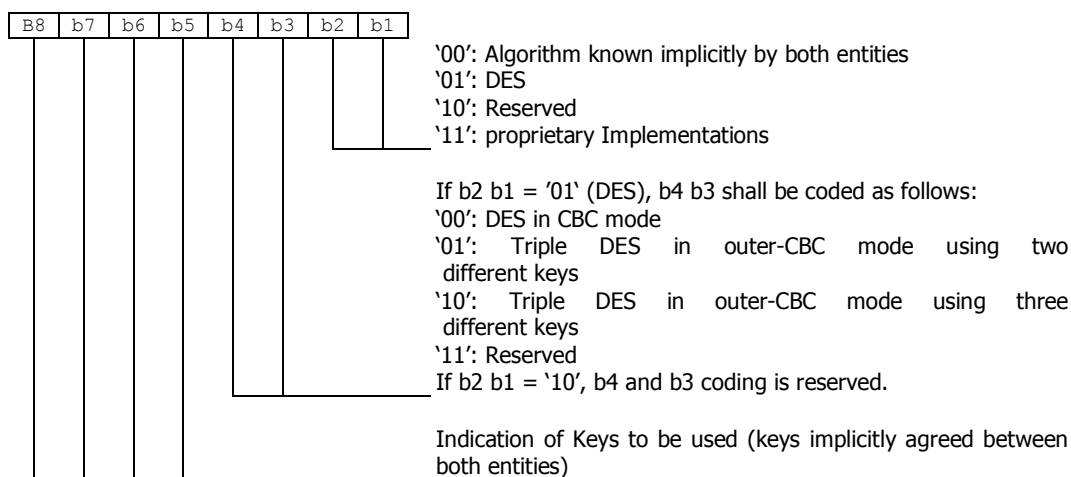 B8 b7 b6 b5 b4 b3 b2 b1
‘00’: Algorithm known implicitly by both entities
‘01’: DES
‘10’: Reserved
‘11’: proprietary Implementations
If b2 b1 = ’01‘ (DES), b4 b3 shall be coded as follows:
‘00’: DES in CBC mode
‘01’: Triple DES in outer-CBC mode using two
different keys
‘10’: Triple DES in outer-CBC mode using three
different keys
‘11’: Reserved
If b2 b1 = ‘10’, b4 and b3 coding is reserved.
Indication of Keys to be used (keys implicitly agreed between
both entities)